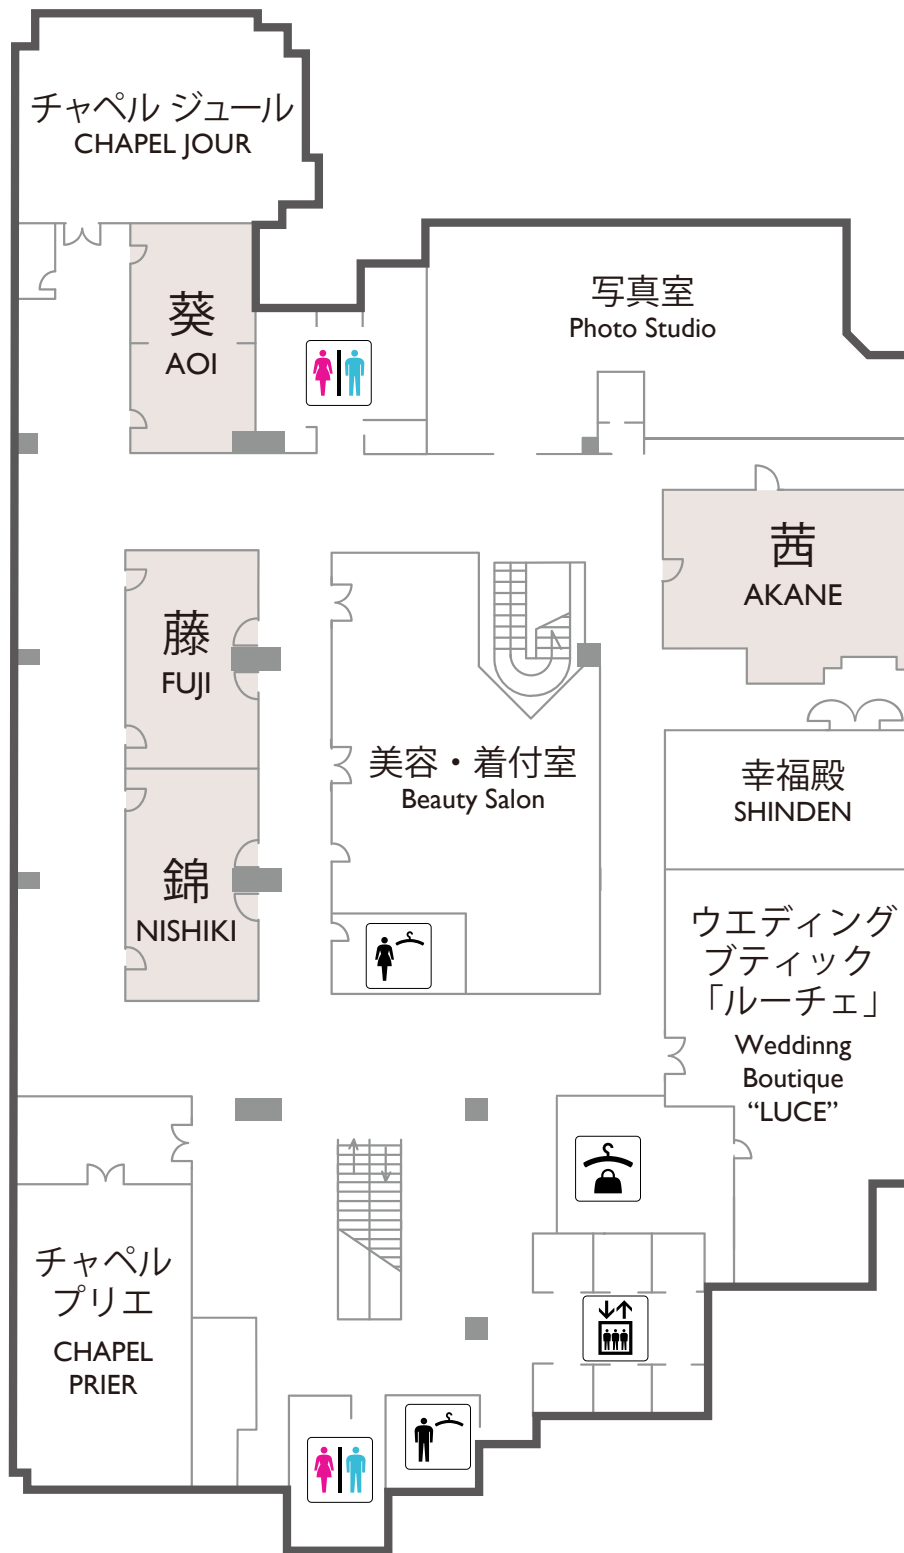 チャペル ジュール
CHAPEL JOUR
葵
AOI
写真室
Photo Studio
茜
AKANE
藤
FUJI
美容・着付室
Beauty Salon
幸福殿
SHINDEN
錦
NISHIKI
ウエディング
ブティック
「ルーチェ」
Weddinng
Boutique
“LUCE”
チャペル
プリエ
CHAPEL
PRIER